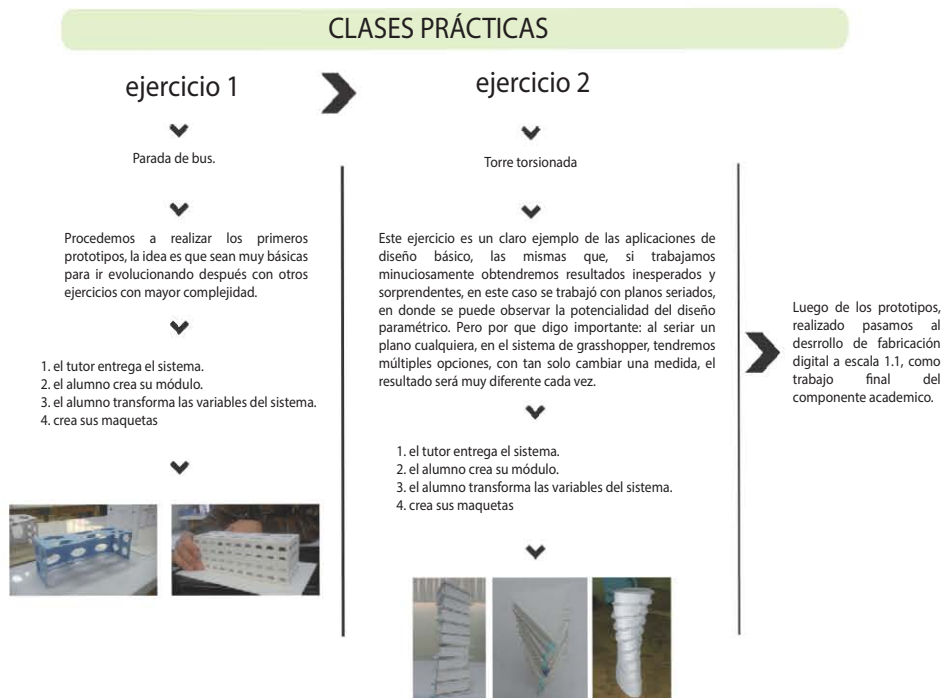 CLASES PRÁCTICAS
ejercicio 1
Parada de bus.
Procedemos a realizar los primeros
prototipos, la idea es que sean muy básicas
para ir evolucionando después con otros
ejercicios con mayor complejidad.
1. el tutor entrega el sistema.
2. el alumno crea su módulo.
3. el alumno transforma las variables del sistema.
4. crea sus maquetas
ejercicio 2
Torre torsionada
Este ejercicio es un claro ejemplo de las aplicaciones de
diseño básico, las mismas que, si trabajamos
minuciosamente obtendremos resultados inesperados y
sorprendentes, en este caso se trabajó con planos seriados,
en donde se puede observar la potencialidad del diseño
paramétrico. Pero por que digo importante: al seriar un
plano cualquiera, en el sistema de grasshopper, tendremos
múltiples opciones, con tan solo cambiar una medida, el
resultado será muy diferente cada vez.
1. el tutor entrega el sistema.
2. el alumno crea su módulo.
3. el alumno transforma las variables del sistema.
4. crea sus maquetas
Luego de los prototipos,
realizado pasamos al
desrrollo de fabricación
digital a escala 1.1, como
trabajo final del
componente academico.